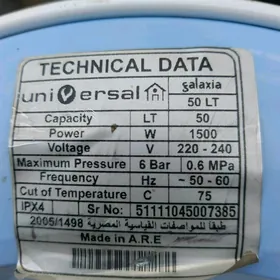 TECHNICAL DATA
universal galaxia
50 LT
Capacity LT 50
Power W 1500
Voltage V 220 - 240
Maximum Pressure 6 Bar 0.6 MPa
Frequency Hz ~ 50 - 60
Cut of Temperature C 75
IPX4 Sr No: 51111045007385
طبقا للمواصفات القياسية المصرية 2005/1498
Made in A.R.E